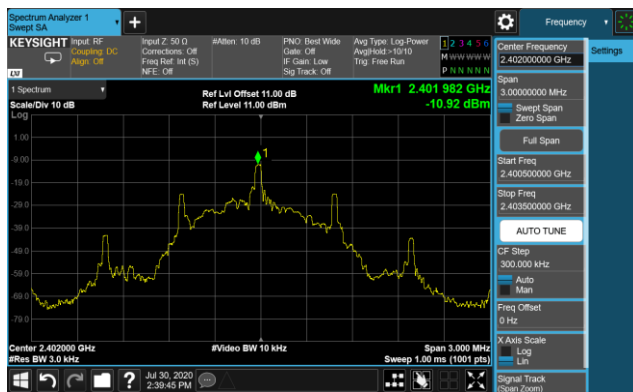 Spectrum Analyzer 1
Swept SA
+
Frequency
KEYSIGHT
Input: RF
Coupling: DC
Align: Off
Input Z: 50 Ω
Corrections: Off
Freq Ref: Int (S)
NFE: Off
#Atten: 10 dB
PNO: Best Wide
Gate: Off
IF Gain: Low
Sig Track: Off
Avg Type: Log-Power
Avg|Hold:>10/10
Trig: Free Run
1 2 3 4 5 6
M W W W W W
P N N N N N
LXI
1 Spectrum
Scale/Div 10 dB
Log
Ref Lvl Offset 11.00 dB
Ref Level 11.00 dBm
Mkr1 2.401 982 GHz
-10.92 dBm
1
1.00
-9.00
-19.0
-29.0
-39.0
-49.0
-59.0
-69.0
-79.0
Center 2.402000 GHz
#Res BW 3.0 kHz
#Video BW 10 kHz
Span 3.000 MHz
Sweep 1.00 ms (1001 pts)
Center Frequency
2.402000000 GHz
Settings
Span
3.00000000 MHz
Swept Span
Zero Span
Full Span
Start Freq
2.400500000 GHz
Stop Freq
2.403500000 GHz
AUTO TUNE
CF Step
300.000 kHz
Auto
Man
Freq Offset
0 Hz
X Axis Scale
Log
Lin
Signal Track
(Span Zoom)
?
Jul 30, 2020
2:39:45 PM